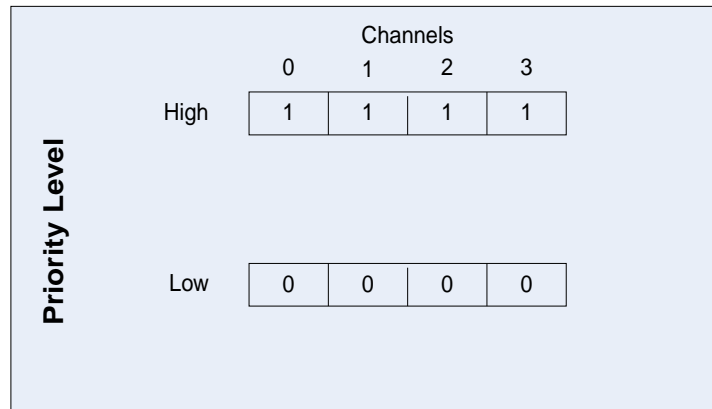 Channels
0 1 2 3
High 1 1 1 1
Priority Level
Low 0 0 0 0